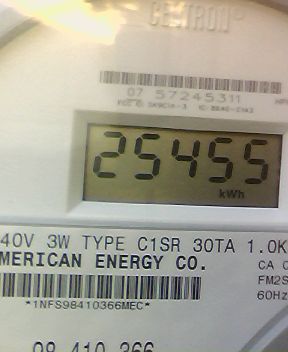 CENTRON®
07 57245311
25455
kWh
40V 3W TYPE C1SR 30TA 1.0K
MERICAN ENERGY CO.
CA 0
FM2S
60Hz
*1NFS98410366MEC*
98 410 366